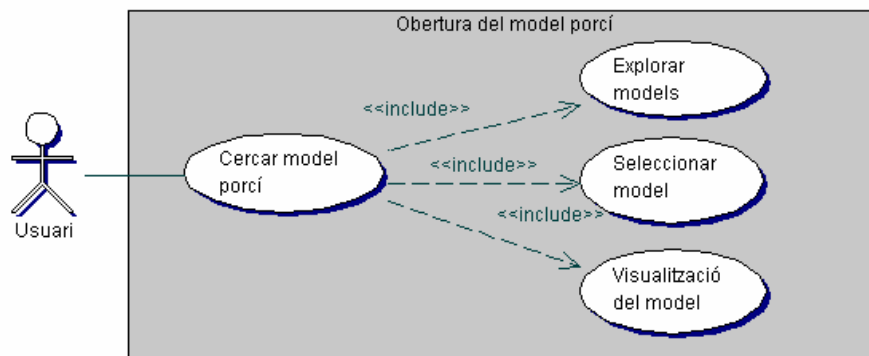 Obertura del model porcí
Explorar
models
<<include>>
Cercar model
porcí
<<include>>
Seleccionar
model
<<include>>
Usuari
Visualització
del model